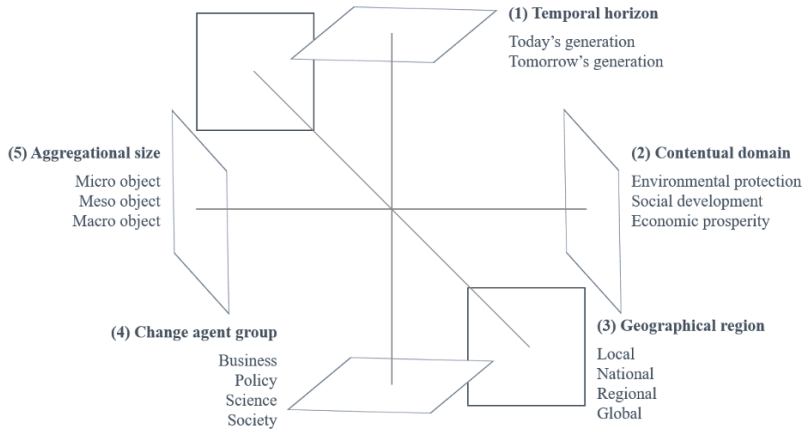 (1) Temporal horizon
Today’s generation
Tomorrow’s generation
(5) Aggregational size
Micro object
Meso object
Macro object
(2) Contentual domain
Environmental protection
Social development
Economic prosperity
(4) Change agent group
Business
Policy
Science
Society
(3) Geographical region
Local
National
Regional
Global